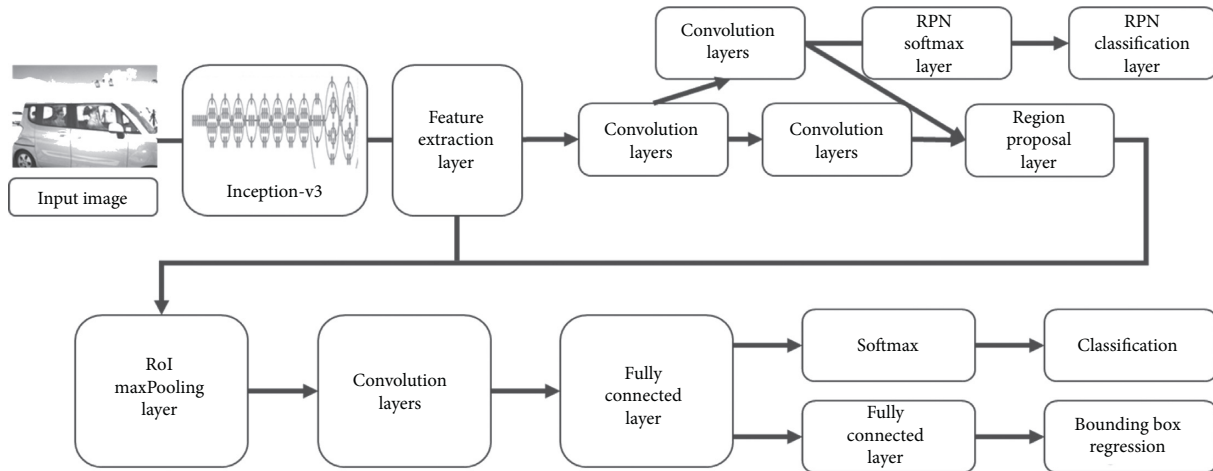 Input image
Inception-v3
Feature
extraction
layer
Convolution
layers
Convolution
layers
Convolution
layers
RPN
softmax
layer
RPN
classification
layer
Region
proposal
layer
RoI
maxPooling
layer
Convolution
layers
Fully
connected
layer
Softmax
Classification
Fully
connected
layer
Bounding box
regression